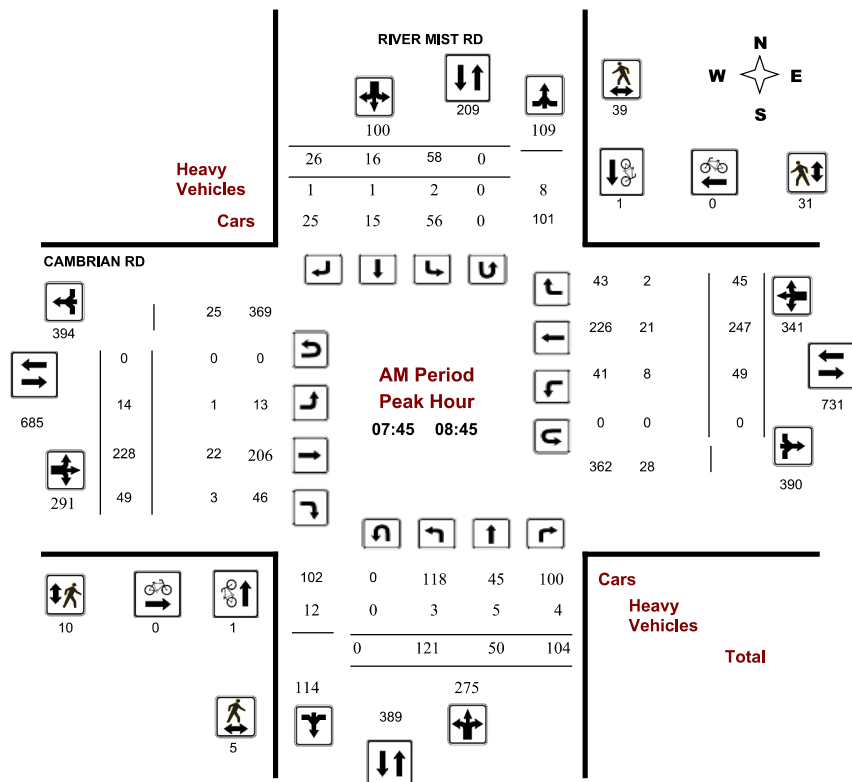 RIVER MIST RD
N
W E
S
100
209
109
39
26 16 58 0
Heavy
Vehicles
1 1 2 0 8
Cars
25 15 56 0 101
1
0
31
CAMBRIAN RD
394
25 369
0 0 0
685
14 1 13
228 22 206
291
49 3 46
AM Period
Peak Hour
07:45 08:45
43 2 45
341
226 21 247
41 8 49
731
0 0 0
362 28
390
102 0 118 45 100
Cars
12 0 3 5 4
Heavy
Vehicles
0 121 50 104
Total
10
0
1
114
275
389
5